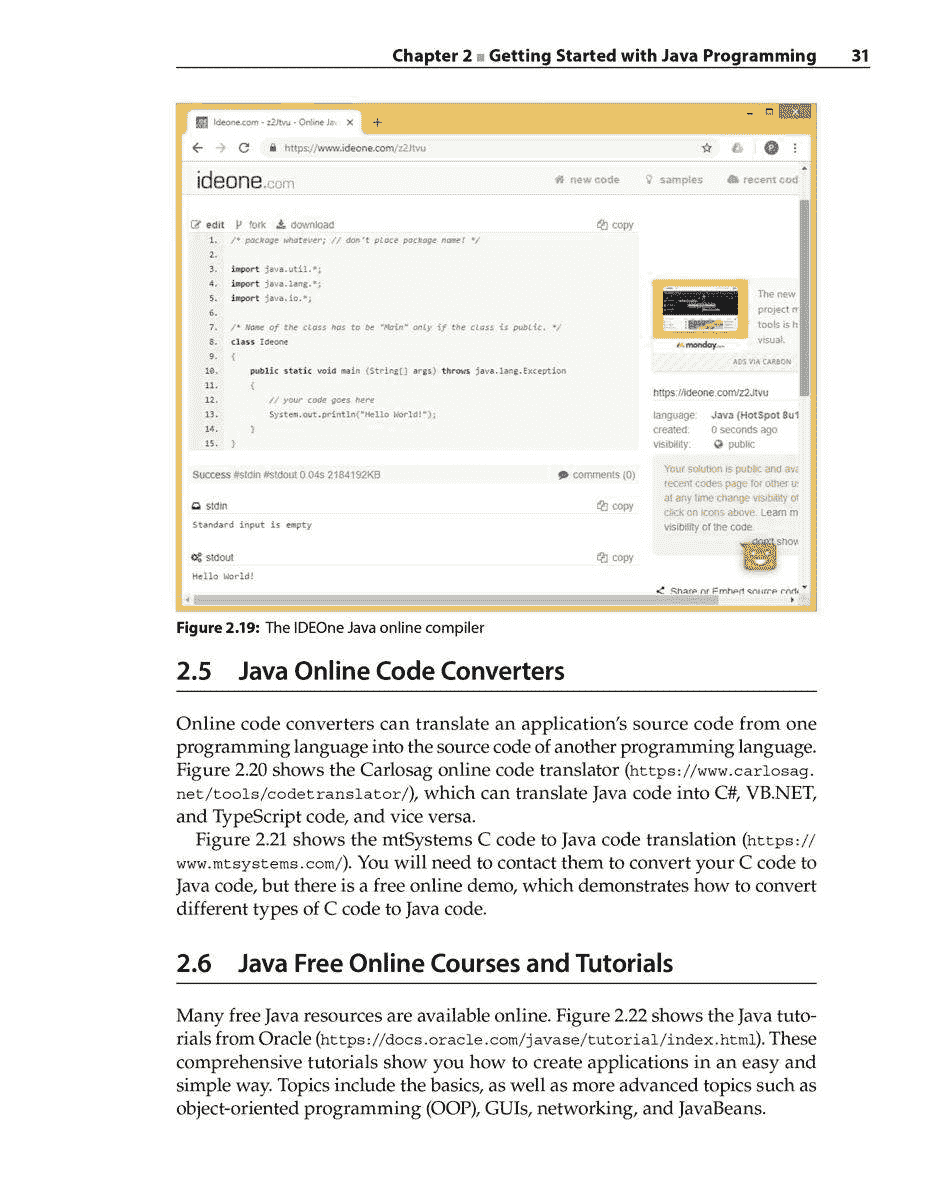 Chapter 2 ■ Getting Started with Java Programming 31
Ideone.com - z2Jtvu - Online Jav
https://www.ideone.com/z2Jtvu
ideone.com
new code samples recent cod
edit fork download copy
1. /* package whatever; // don't place package name! */
2.
3. import java.util.*;
4. import java.lang.*;
5. import java.io.*;
6.
7. /* Name of the class has to be "Main" only if the class is public. */
8. class Ideone
9. {
10. public static void main (String[] args) throws java.lang.Exception
11. {
12. // your code goes here
13. System.out.println("Hello World!");
14. }
15. }
Success #stdin #stdout 0.04s 2184192KB comments (0)
stdin copy
Standard input is empty
stdout copy
Hello World!
The new
project m
tools is h
visual.
monday.com
ADS VIA CARBON
https://ideone.com/z2Jtvu
language: Java (HotSpot 8u1
created: 0 seconds ago
visibility: public
Your solution is public and ava
recent codes page for other us
at any time change visibility of
click on icons above. Learn m
visibility of the code.
don't show
Share or Embed source code
Figure 2.19: The IDEOne Java online compiler
2.5 Java Online Code Converters
Online code converters can translate an application's source code from one
programming language into the source code of another programming language.
Figure 2.20 shows the Carlosag online code translator (https://www.carlosag.
net/tools/codetranslator/), which can translate Java code into C#, VB.NET,
and TypeScript code, and vice versa.
Figure 2.21 shows the mtSystems C code to Java code translation (https://
www.mtsystems.com/). You will need to contact them to convert your C code to
Java code, but there is a free online demo, which demonstrates how to convert
different types of C code to Java code.
2.6 Java Free Online Courses and Tutorials
Many free Java resources are available online. Figure 2.22 shows the Java tuto-
rials from Oracle (https://docs.oracle.com/javase/tutorial/index.html). These
comprehensive tutorials show you how to create applications in an easy and
simple way. Topics include the basics, as well as more advanced topics such as
object-oriented programming (OOP), GUIs, networking, and JavaBeans.